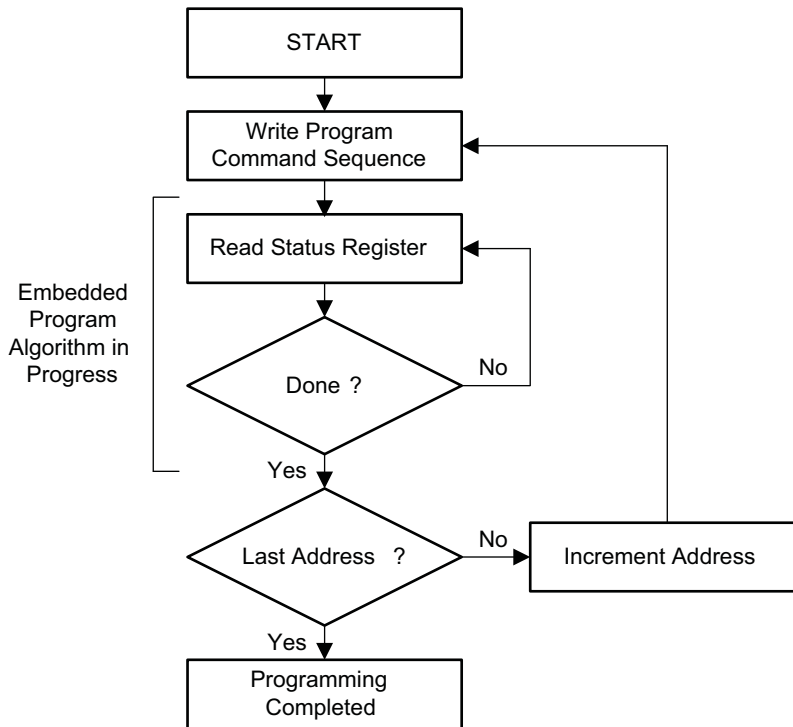 START
Write Program
Command Sequence
Read Status Register
Embedded
Program
Algorithm in
Progress
Done ?
No
Yes
Last Address ?
No
Increment Address
Yes
Programming
Completed